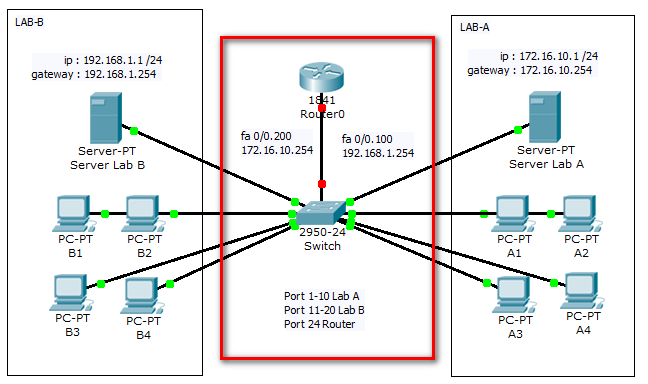 LAB-B
ip : 192.168.1.1 /24
gateway : 192.168.1.254
Server-PT
Server Lab B
PC-PT
B1
PC-PT
B2
PC-PT
B3
PC-PT
B4
1841
Router0
fa 0/0.200
172.16.10.254
fa 0/0.100
192.168.1.254
2950-24
Switch
Port 1-10 Lab A
Port 11-20 Lab B
Port 24 Router
LAB-A
ip : 172.16.10.1 /24
gateway : 172.16.10.254
Server-PT
Server Lab A
PC-PT
A1
PC-PT
A2
PC-PT
A3
PC-PT
A4